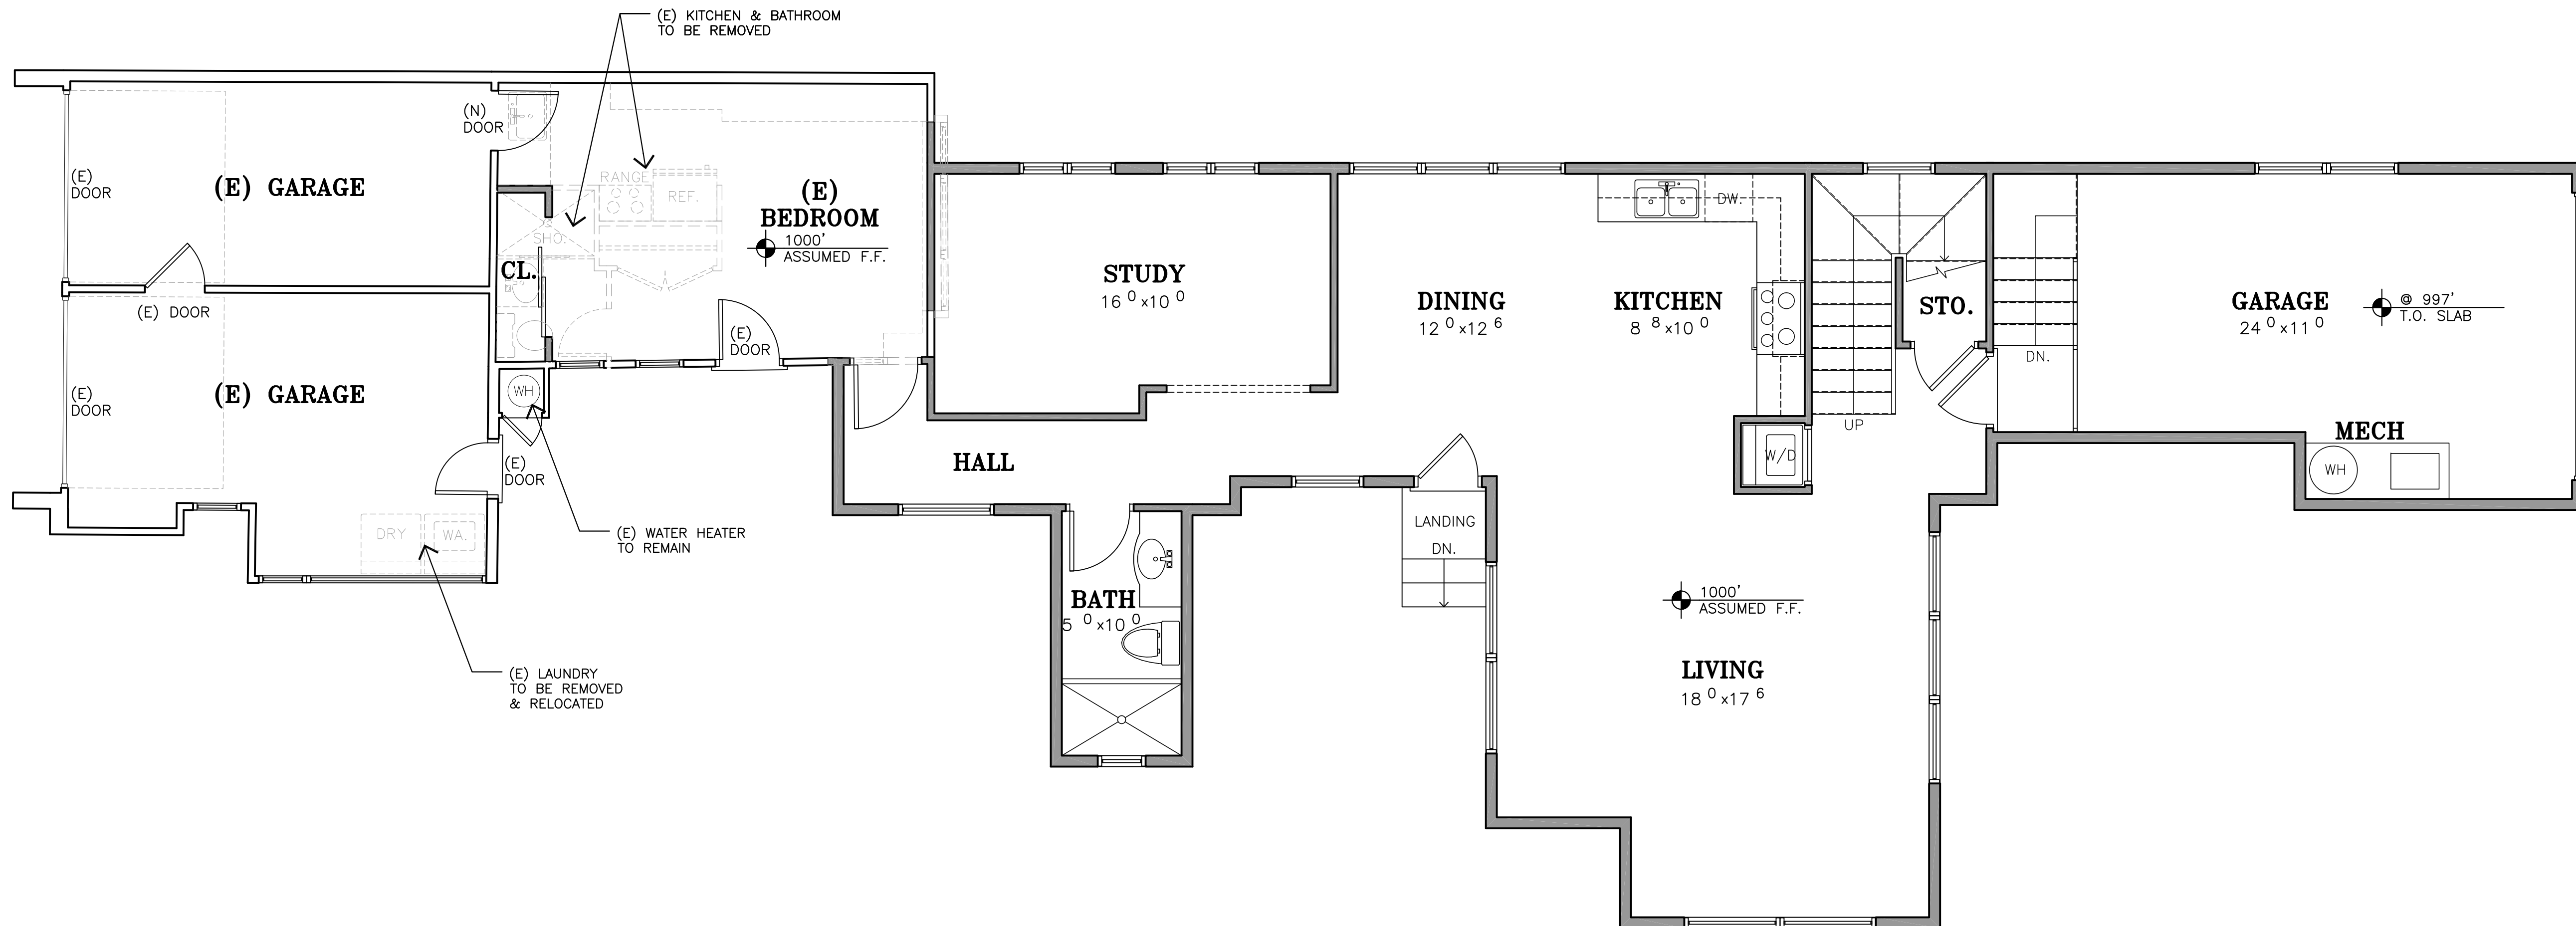 (E) KITCHEN & BATHROOM
TO BE REMOVED
(N)
DOOR
(E)
DOOR
(E) GARAGE
RANGE
REF.
SHO.
(E)
BEDROOM
1000'
ASSUMED F.F.
CL.
(E) DOOR
(E)
DOOR
(E)
DOOR
(E) GARAGE
WH
(E)
DOOR
DRY
WA.
(E) WATER HEATER
TO REMAIN
(E) LAUNDRY
TO BE REMOVED
& RELOCATED
STUDY
16 0 x10 0
HALL
BATH
5 0 x10 0
DINING
12 0 x12 6
KITCHEN
8 8 x10 0
DW.
W/D
UP
STO.
LANDING
DN.
1000'
ASSUMED F.F.
LIVING
18 0 x17 6
DN.
GARAGE
24 0 x11 0
@ 997'
T.O. SLAB
MECH
WH